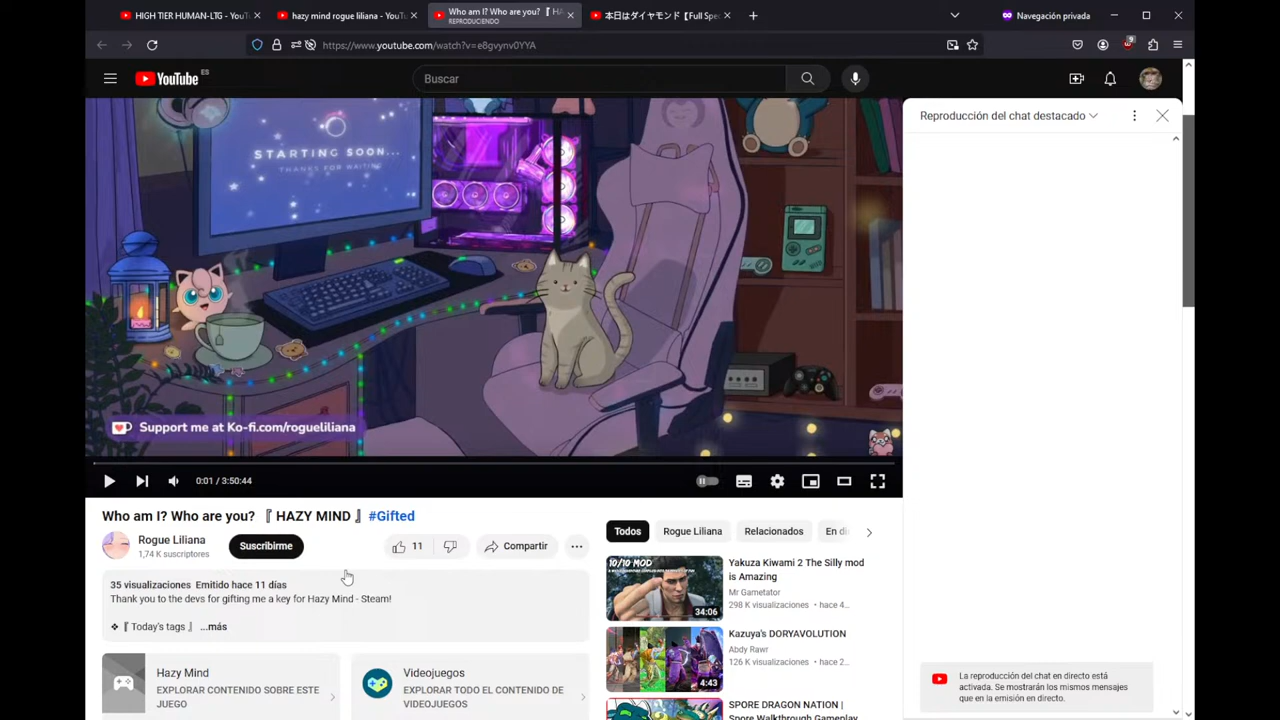 HIGH TIER HUMAN-LTG - YouTu
hazy mind rogue liliana - YouTu
Who am I? Who are you? 『 HA
REPRODUCIENDO
本日はダイヤモンド【Full Spec
Navegación privada
https://www.youtube.com/watch?v=e8gvynv0YYA
9
YouTube ES
Buscar
Reproducción del chat destacado
STARTING SOON...
THANKS FOR WAITING
Support me at Ko-fi.com/rogueliliana
0:01 / 3:50:44
Who am I? Who are you? 『 HAZY MIND 』 #Gifted
Rogue Liliana
1,74 K suscriptores
Suscribirme
11
Compartir
35 visualizaciones Emitido hace 11 días
Thank you to the devs for gifting me a key for Hazy Mind - Steam!
❖『 Today's tags 』 ...más
Hazy Mind
EXPLORAR CONTENIDO SOBRE ESTE
JUEGO
Videojuegos
EXPLORAR TODO EL CONTENIDO DE
VIDEOJUEGOS
Todos
Rogue Liliana
Relacionados
En di
10/10 MOD
34:06
Yakuza Kiwami 2 The Silly mod
is Amazing
Mr Gametator
298 K visualizaciones • hace 4...
4:43
Kazuya's DORYAVOLUTION
Abdy Rawr
126 K visualizaciones • hace 2...
SPORE DRAGON NATION |
Spore Walkthrough Gameplay
La reproducción del chat en directo está
activada. Se mostrarán los mismos mensajes
que en la emisión en directo.